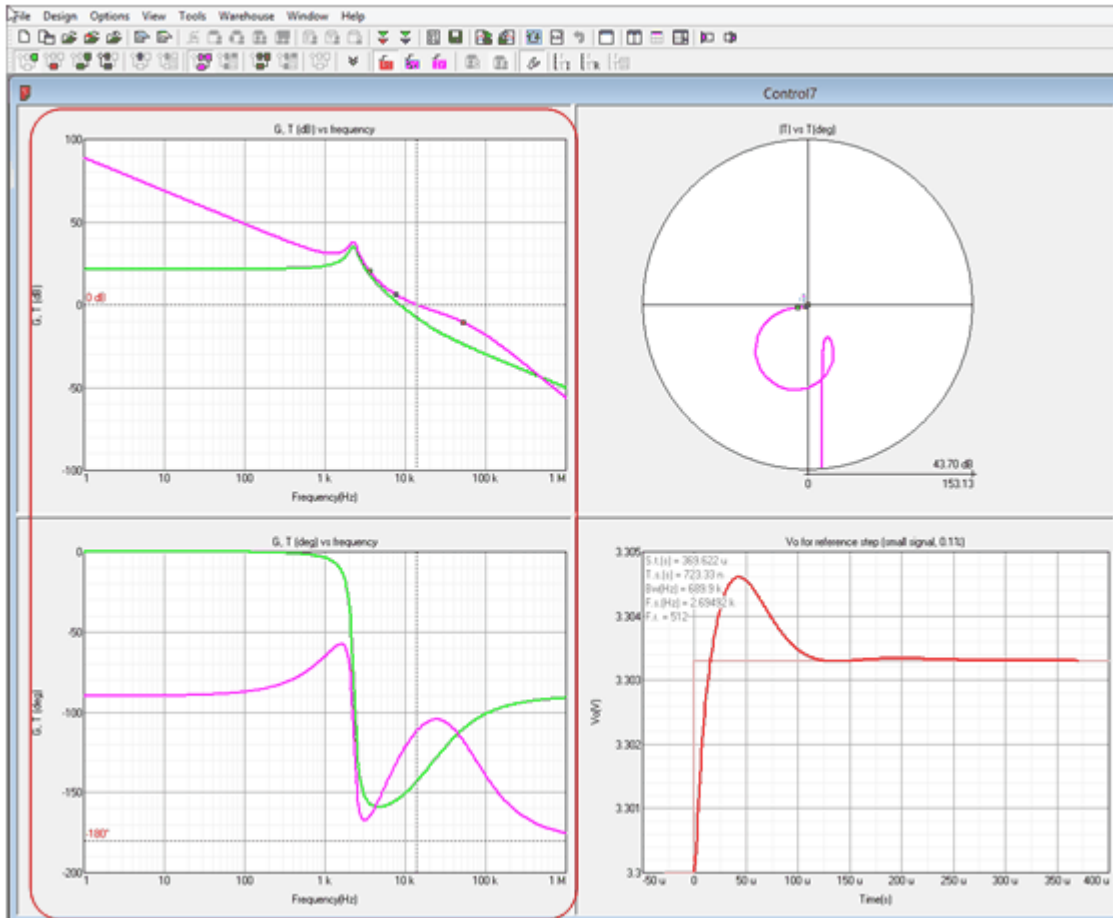 File Design Options View Tools Warehouse Window Help
Control7
G, T (dB) vs frequency
100
50
0 dB
0
-50
-100
G, T (dB)
1 10 100 1 k 10 k 100 k 1 M
Frequency(Hz)
|T| vs T(deg)
-1
43.70 dB
0 153.13
G, T (deg) vs frequency
0
-50
-100
-150
-180°
-200
G, T (deg)
1 10 100 1 k 10 k 100 k 1 M
Frequency(Hz)
Vo for reference step (small signal, 0.1%)
S.t.(s) = 369.622 u
T.s.(s) = 723.33 n
Bw(Hz) = 689.9 k
F.s.(Hz) = 2.69492 k
F.r. = 512
3.305
3.304
3.303
3.302
3.301
3.3
Vo(V)
-50 u 0 50 u 100 u 150 u 200 u 250 u 300 u 350 u 400 u
Time(s)